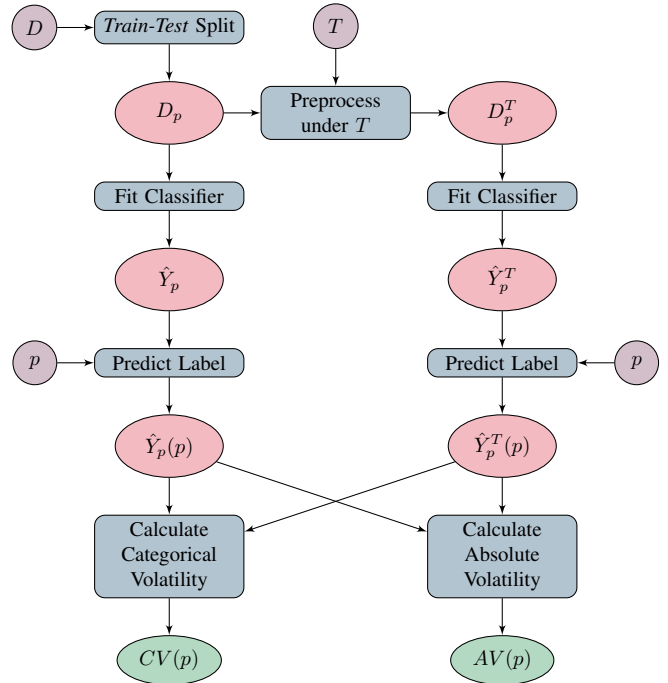 D
Train-Test Split
T
D_p
Preprocess
under T
D_p^T
Fit Classifier
Fit Classifier
Ŷ_p
Ŷ_p^T
p
Predict Label
Predict Label
p
Ŷ_p(p)
Ŷ_p^T(p)
Calculate
Categorical
Volatility
Calculate
Absolute
Volatility
CV(p)
AV(p)